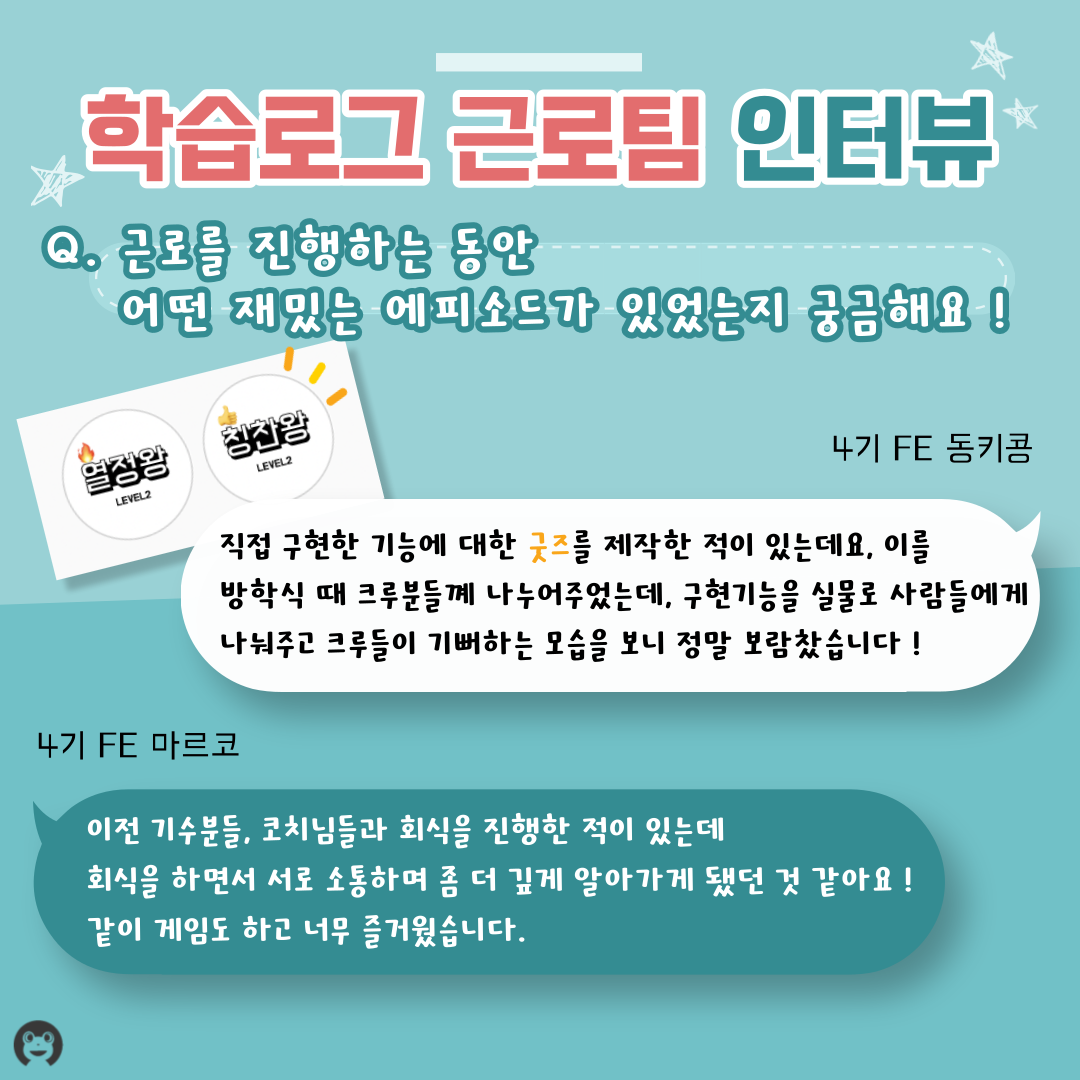 학습로그 근로팀 인터뷰
Q. 근로를 진행하는 동안
어떤 재밌는 에피소드가 있었는지 궁금해요 !
열정왕
LEVEL2
칭찬왕
LEVEL2
4기 FE 동키콩
직접 구현한 기능에 대한 굿즈를 제작한 적이 있는데요, 이를
방학식 때 크루분들꼐 나누어주었는데, 구현기능을 실물로 사람들에게
나눠주고 크루들이 기뻐하는 모습을 보니 정말 보람찼습니다 !
4기 FE 마르코
이전 기수분들, 코치님들과 회식을 진행한 적이 있는데
회식을 하면서 서로 소통하며 좀 더 깊게 알아가게 됐던 것 같아요 !
같이 게임도 하고 너무 즐거웠습니다.